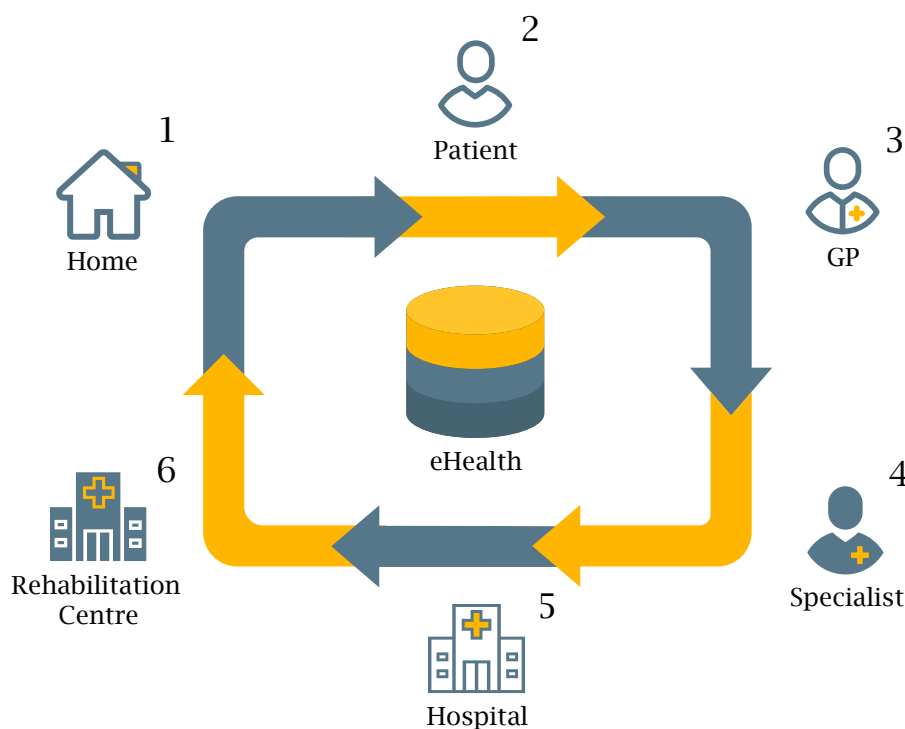 1
Home
2
Patient
3
GP
eHealth
4
Specialist
5
Hospital
6
Rehabilitation
Centre